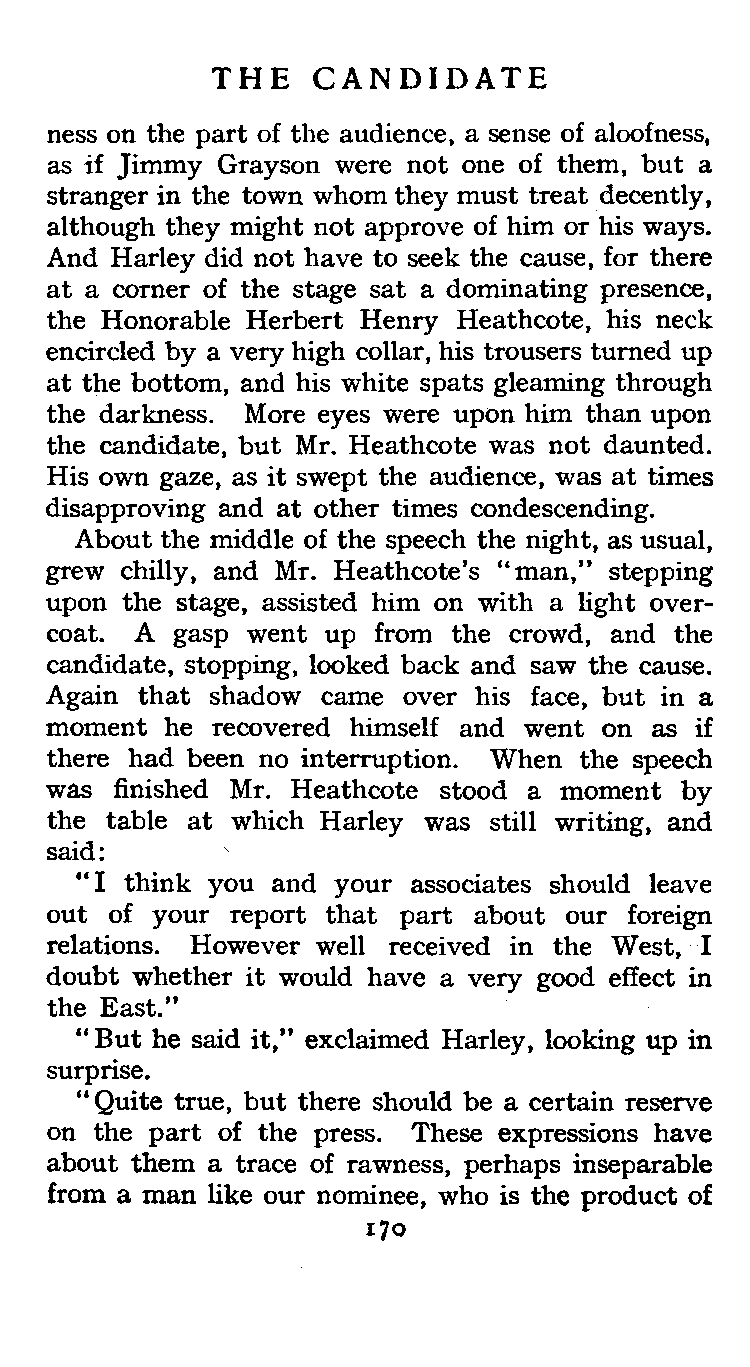 THE CANDIDATE
ness on the part of the audience, a sense of aloofness,
as if Jimmy Grayson were not one of them, but a
stranger in the town whom they must treat decently,
although they might not approve of him or his ways.
And Harley did not have to seek the cause, for there
at a corner of the stage sat a dominating presence,
the Honorable Herbert Henry Heathcote, his neck
encircled by a very high collar, his trousers turned up
at the bottom, and his white spats gleaming through
the darkness. More eyes were upon him than upon
the candidate, but Mr. Heathcote was not daunted.
His own gaze, as it swept the audience, was at times
disapproving and at other times condescending.
About the middle of the speech the night, as usual,
grew chilly, and Mr. Heathcote's "man," stepping
upon the stage, assisted him on with a light over-
coat. A gasp went up from the crowd, and the
candidate, stopping, looked back and saw the cause.
Again that shadow came over his face, but in a
moment he recovered himself and went on as if
there had been no interruption. When the speech
was finished Mr. Heathcote stood a moment by
the table at which Harley was still writing, and
said:
"I think you and your associates should leave
out of your report that part about our foreign
relations. However well received in the West, I
doubt whether it would have a very good effect in
the East."
"But he said it," exclaimed Harley, looking up in
surprise.
"Quite true, but there should be a certain reserve
on the part of the press. These expressions have
about them a trace of rawness, perhaps inseparable
from a man like our nominee, who is the product of
170